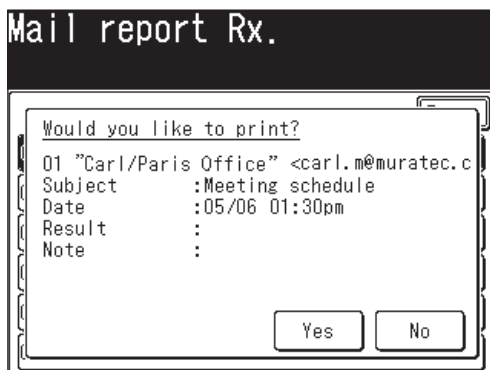 Mail report Rx.
Would you like to print?
01 ”Carl/Paris Office” <carl.m@muratec.c
Subject :Meeting schedule
Date :05/06 01:30pm
Result :
Note :
Yes No